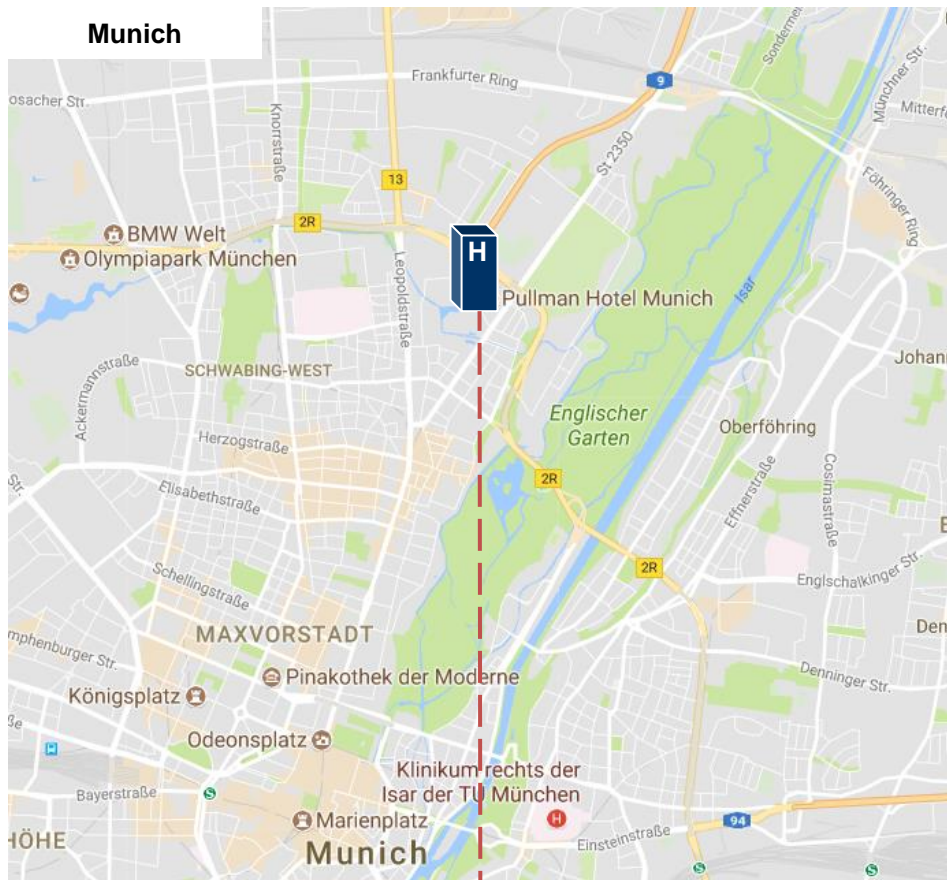 Munich
Frankfurter Ring
9
Sondermei
Münchner Str.
osacher Str.
Knorrstraße
Mitterfe
St 2350
13
Föhringer Ring
2R
BMW Welt
Olympiapark München
H
Leopoldstraße
Isar
Pullman Hotel Munich
Johann
Ackermannstraße
SCHWABING-WEST
Englischer
Garten
Oberföhring
Herzogstraße
Str.
Elisabethstraße
2R
Effnerstraße
Cosimastraße
E
2R
Englschalkinger Str.
Schellingstraße
MAXVORSTADT
Den
mphenburger Str.
Pinakothek der Moderne
Denninger Str.
Königsplatz
aße
Odeonsplatz
Klinikum rechts der
Isar der TU München
Bayerstraße
S
H
Marienplatz
94
Einsteinstraße
HÖHE
Munich
S
S